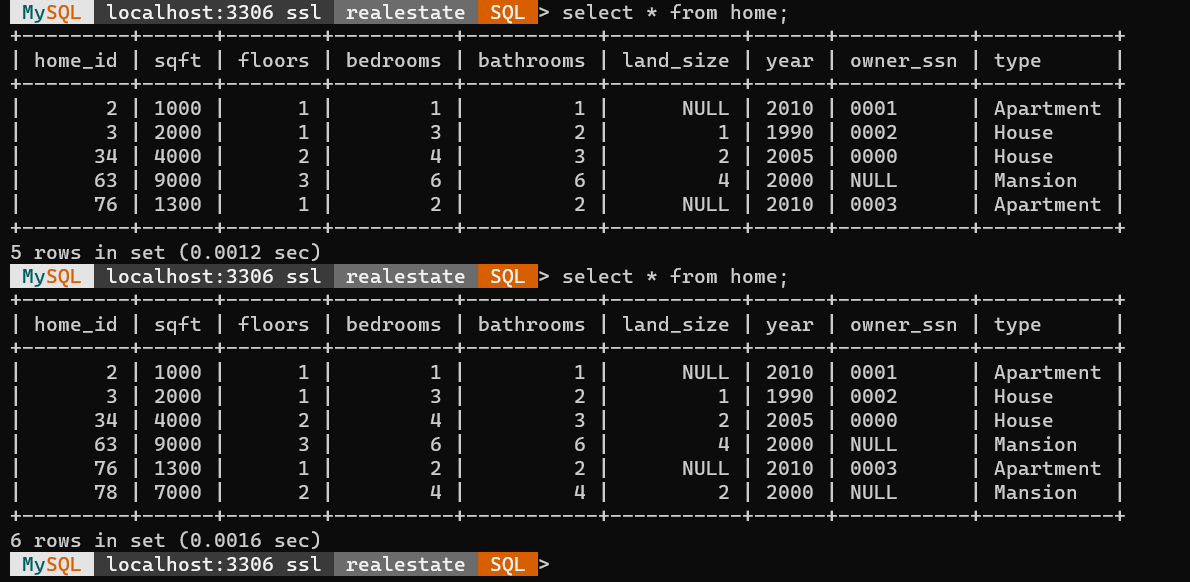 MySQL localhost:3306 ssl realestate SQL> select * from home;
+---------+------+--------+----------+-----------+-----------+------+-----------+-----------+
| home_id | sqft | floors | bedrooms | bathrooms | land_size | year | owner_ssn | type      |
+---------+------+--------+----------+-----------+-----------+------+-----------+-----------+
|       2 | 1000 |      1 |        1 |         1 |      NULL | 2010 | 0001      | Apartment |
|       3 | 2000 |      1 |        3 |         2 |         1 | 1990 | 0002      | House     |
|      34 | 4000 |      2 |        4 |         3 |         2 | 2005 | 0000      | House     |
|      63 | 9000 |      3 |        6 |         6 |         4 | 2000 | NULL      | Mansion   |
|      76 | 1300 |      1 |        2 |         2 |      NULL | 2010 | 0003      | Apartment |
+---------+------+--------+----------+-----------+-----------+------+-----------+-----------+
5 rows in set (0.0012 sec)
MySQL localhost:3306 ssl realestate SQL> select * from home;
+---------+------+--------+----------+-----------+-----------+------+-----------+-----------+
| home_id | sqft | floors | bedrooms | bathrooms | land_size | year | owner_ssn | type      |
+---------+------+--------+----------+-----------+-----------+------+-----------+-----------+
|       2 | 1000 |      1 |        1 |         1 |      NULL | 2010 | 0001      | Apartment |
|       3 | 2000 |      1 |        3 |         2 |         1 | 1990 | 0002      | House     |
|      34 | 4000 |      2 |        4 |         3 |         2 | 2005 | 0000      | House     |
|      63 | 9000 |      3 |        6 |         6 |         4 | 2000 | NULL      | Mansion   |
|      76 | 1300 |      1 |        2 |         2 |      NULL | 2010 | 0003      | Apartment |
|      78 | 7000 |      2 |        4 |         4 |         2 | 2000 | NULL      | Mansion   |
+---------+------+--------+----------+-----------+-----------+------+-----------+-----------+
6 rows in set (0.0016 sec)
MySQL localhost:3306 ssl realestate SQL>